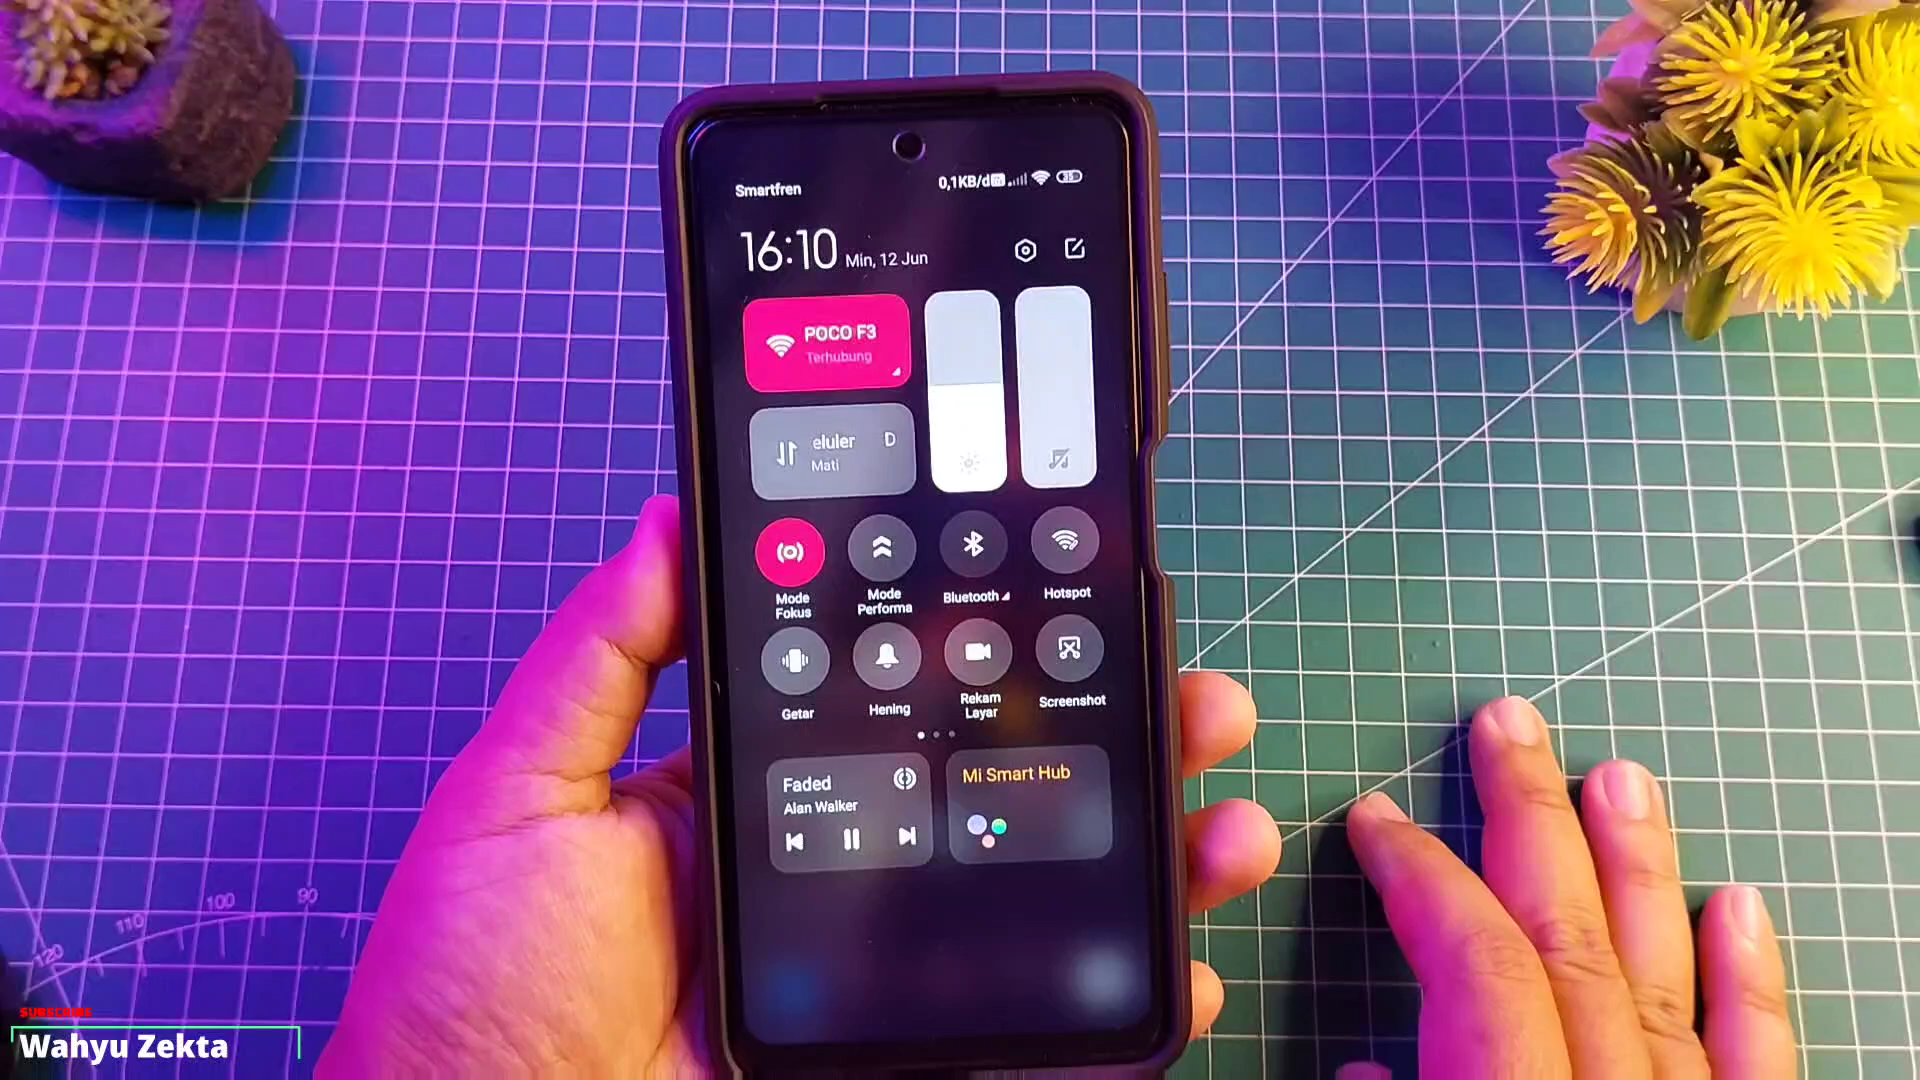 Smartfren
0,1KB/d
35
16:10 Min, 12 Jun
POCO F3
Terhubung
eluler D
Mati
Mode
Fokus
Mode
Performa
Bluetooth
Hotspot
Getar
Hening
Rekam
Layar
Screenshot
Faded
Alan Walker
Mi Smart Hub
120
110
100
90
SUBSCRIBE
Wahyu Zekta